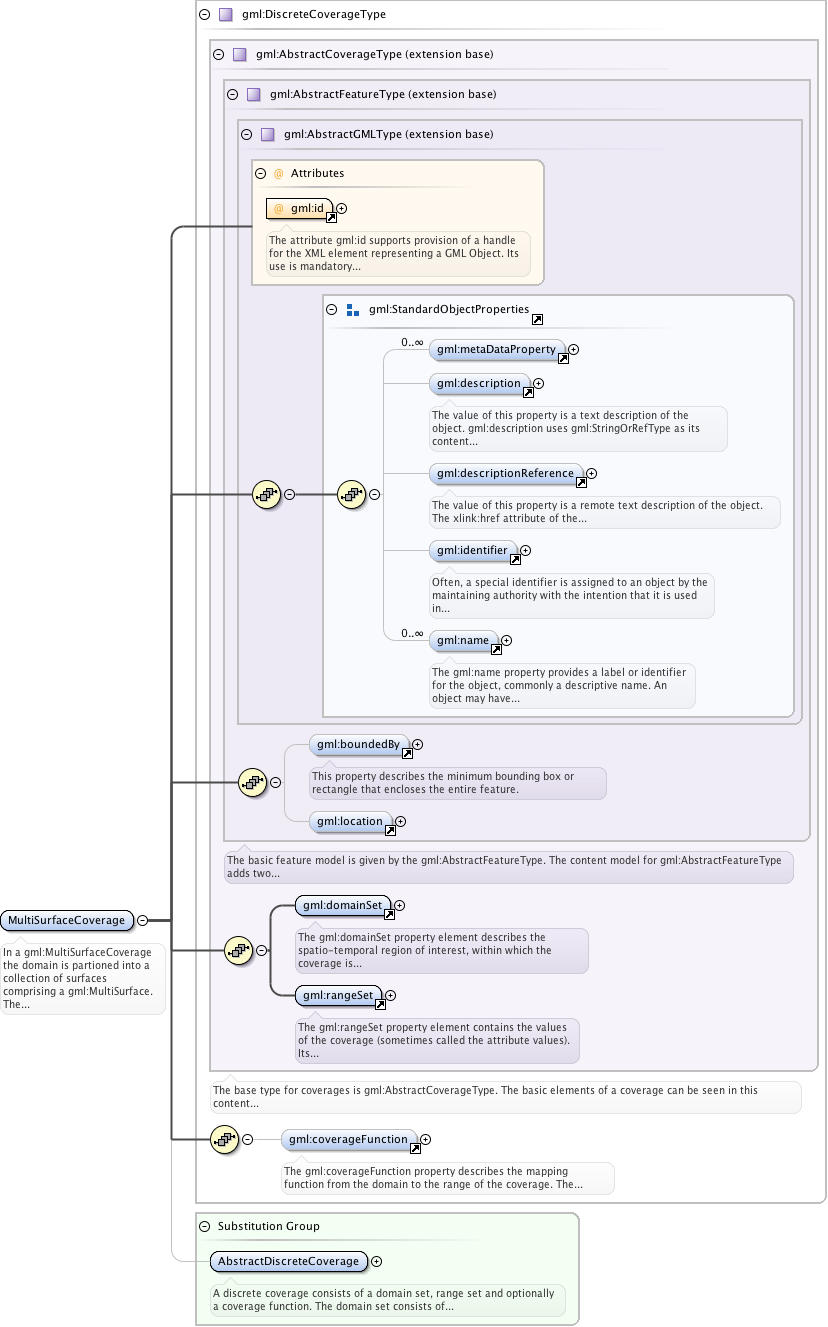 gml:DiscreteCoverageType
gml:AbstractCoverageType (extension base)
gml:AbstractFeatureType (extension base)
gml:AbstractGMLType (extension base)
@ Attributes
@ gml:id
The attribute gml:id supports provision of a handle
for the XML element representing a GML Object. Its
use is mandatory...
gml:StandardObjectProperties
0..∞
gml:metaDataProperty
gml:description
The value of this property is a text description of the
object. gml:description uses gml:StringOrRefType as its
content...
gml:descriptionReference
The value of this property is a remote text description of the object.
The xlink:href attribute of the...
gml:identifier
Often, a special identifier is assigned to an object by the
maintaining authority with the intention that it is used
in...
0..∞
gml:name
The gml:name property provides a label or identifier
for the object, commonly a descriptive name. An
object may have...
gml:boundedBy
This property describes the minimum bounding box or
rectangle that encloses the entire feature.
gml:location
The basic feature model is given by the gml:AbstractFeatureType. The content model for gml:AbstractFeatureType
adds two...
MultiSurfaceCoverage
In a gml:MultiSurfaceCoverage
the domain is partioned into a
collection of surfaces
comprising a gml:MultiSurface.
The...
gml:domainSet
The gml:domainSet property element describes the
spatio-temporal region of interest, within which the
coverage is...
gml:rangeSet
The gml:rangeSet property element contains the values
of the coverage (sometimes called the attribute values).
Its...
The base type for coverages is gml:AbstractCoverageType. The basic elements of a coverage can be seen in this
content...
gml:coverageFunction
The gml:coverageFunction property describes the mapping
function from the domain to the range of the coverage. The...
Substitution Group
AbstractDiscreteCoverage
A discrete coverage consists of a domain set, range set and optionally
a coverage function. The domain set consists of...